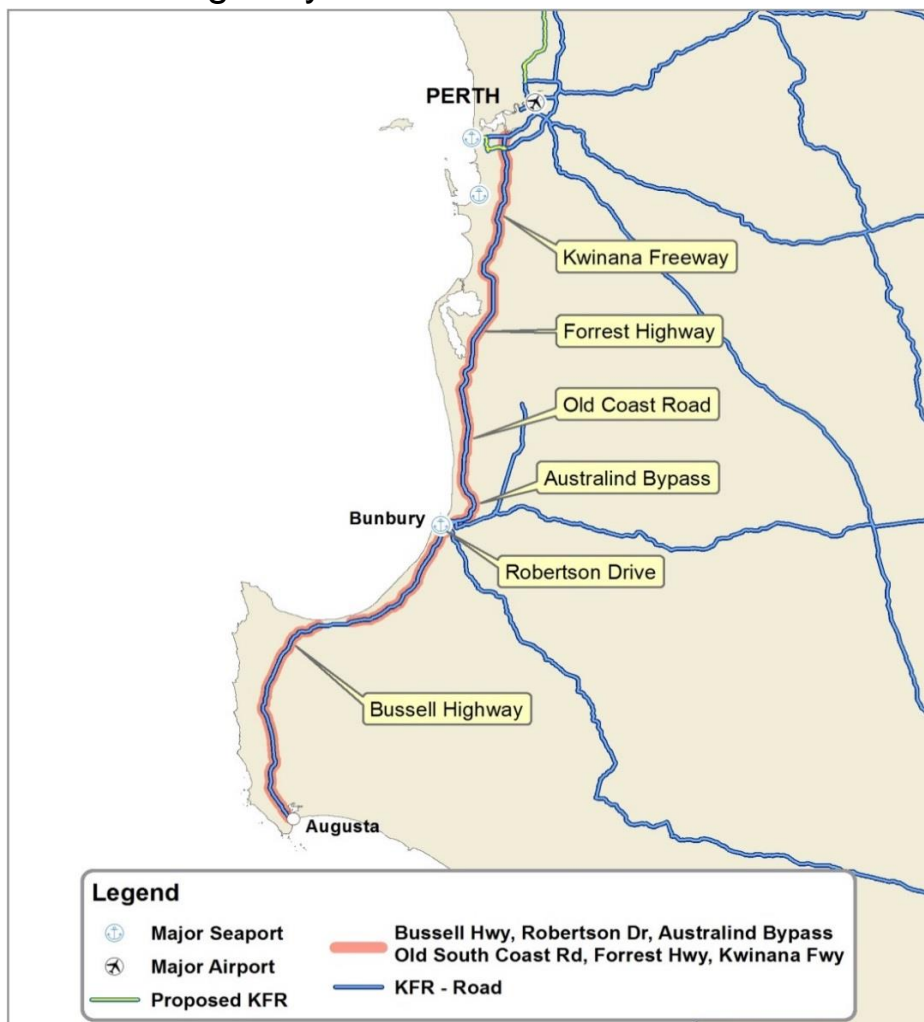 PERTH
Kwinana Freeway
Forrest Highway
Old Coast Road
Australind Bypass
Bunbury
Robertson Drive
Bussell Highway
Augusta
Legend
Major Seaport
Major Airport
Proposed KFR
Bussell Hwy, Robertson Dr, Australind Bypass
Old South Coast Rd, Forrest Hwy, Kwinana Fwy
KFR - Road